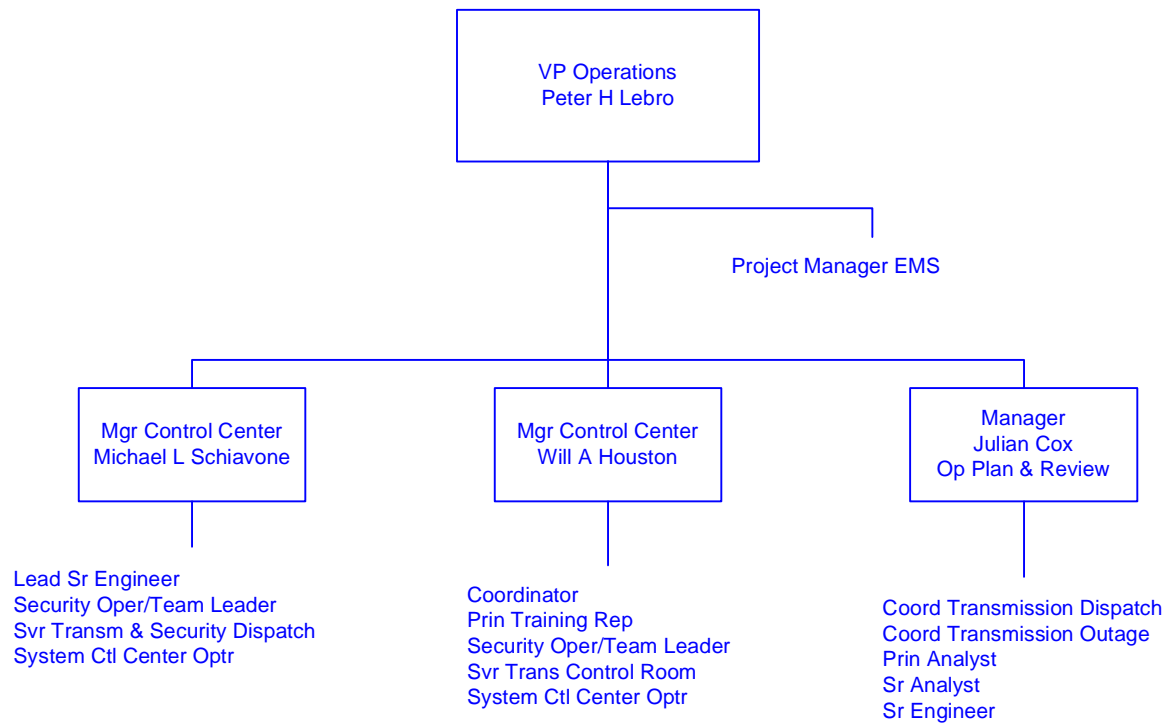 VP Operations
Peter H Lebro
Project Manager EMS
Mgr Control Center
Michael L Schiavone
Mgr Control Center
Will A Houston
Manager
Julian Cox
Op Plan & Review
Lead Sr Engineer
Security Oper/Team Leader
Svr Transm & Security Dispatch
System Ctl Center Optr
Coordinator
Prin Training Rep
Security Oper/Team Leader
Svr Trans Control Room
System Ctl Center Optr
Coord Transmission Dispatch
Coord Transmission Outage
Prin Analyst
Sr Analyst
Sr Engineer